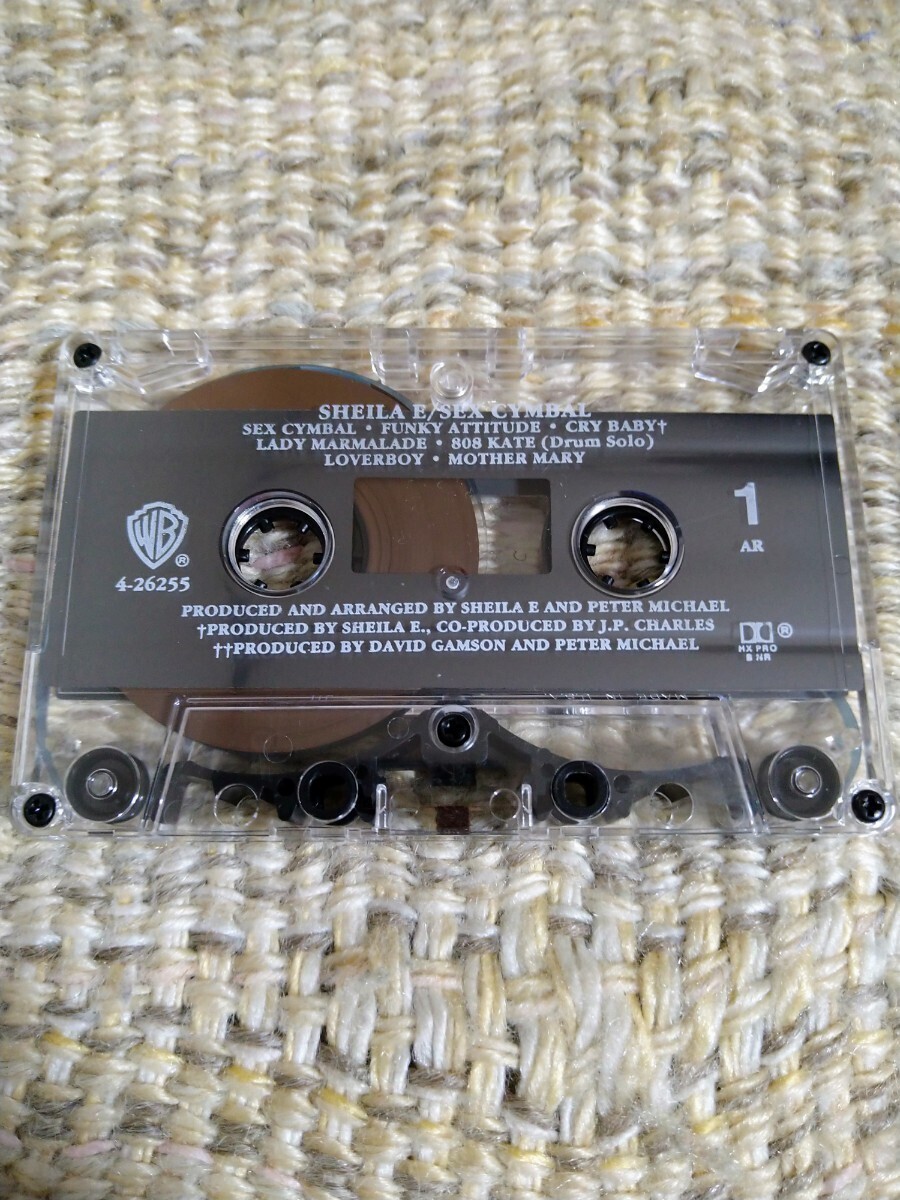 SHEILA E/SEX CYMBAL
SEX CYMBAL • FUNKY ATTITUDE • CRY BABY†
LADY MARMALADE • 808 KATE (Drum Solo)
LOVERBOY • MOTHER MARY
1
AR
WB®
4-26255
PRODUCED AND ARRANGED BY SHEILA E AND PETER MICHAEL
†PRODUCED BY SHEILA E., CO-PRODUCED BY J.P. CHARLES
††PRODUCED BY DAVID GAMSON AND PETER MICHAEL
®
HX PRO
B NR